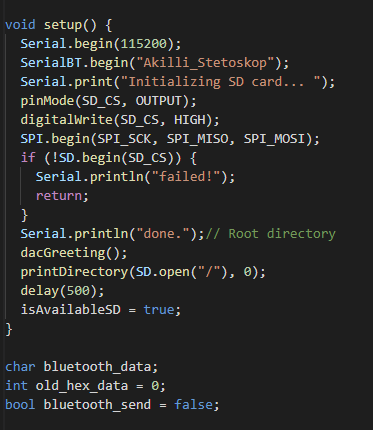 void setup() {
  Serial.begin(115200);
  SerialBT.begin("Akilli_Stetoskop");
  Serial.print("Initializing SD card... ");
  pinMode(SD_CS, OUTPUT);
  digitalWrite(SD_CS, HIGH);
  SPI.begin(SPI_SCK, SPI_MISO, SPI_MOSI);
  if (!SD.begin(SD_CS)) {
    Serial.println("failed!");
    return;
  }
  Serial.println("done.");// Root directory
  dacGreeting();
  printDirectory(SD.open("/"), 0);
  delay(500);
  isAvailableSD = true;
}
char bluetooth_data;
int old_hex_data = 0;
bool bluetooth_send = false;